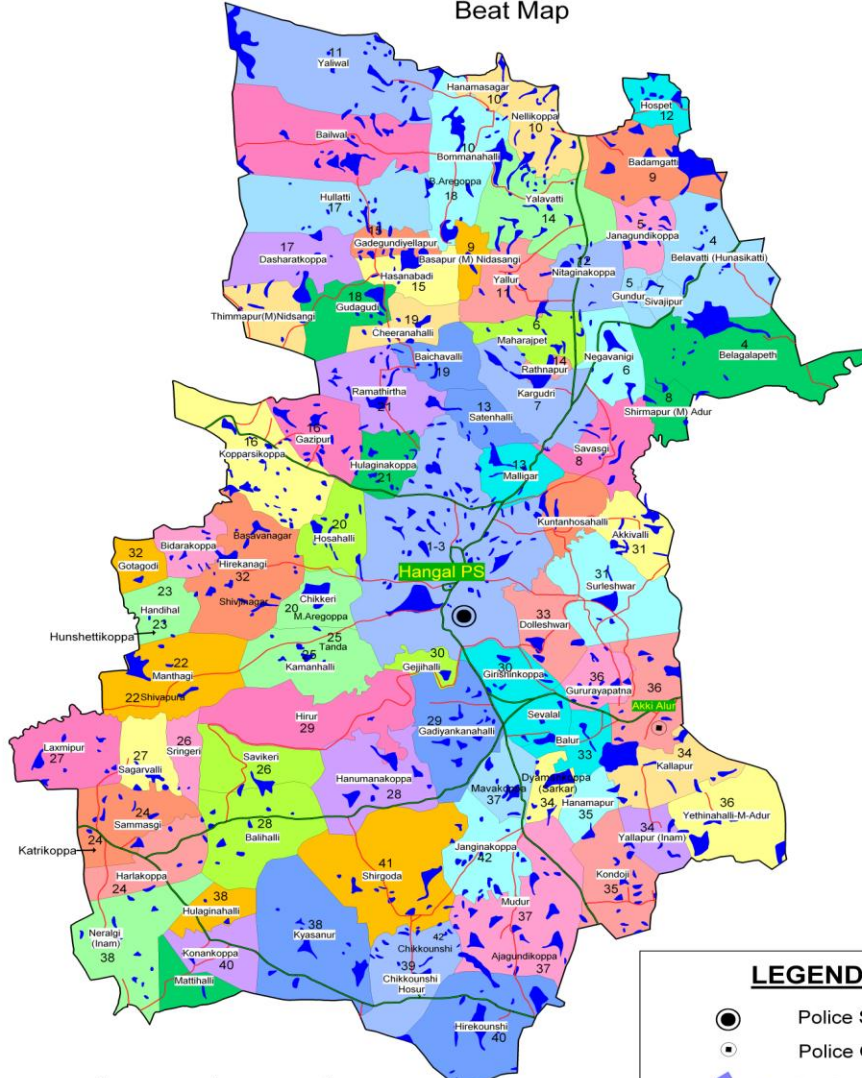 Beat Map
11
Yaliwal
Hanamasagar
10
Hospet
12
Nellikoppa
10
Bailwal
10
Bommanahalli
Badamgatti
9
B.Aregoppa
18
Hullatti
17
Yalavatti
14
5
Janagundikoppa
4
Belavatti (Hunasikatti)
15
Gadegundiyellapur
17
Dasharatkoppa
9
Basapur (M) Nidasangi
12
Nitaginakoppa
Hasanabadi
15
Yallur
11
5
Gundur
7
Sivajipur
18
Gudagudi
Thimmapur(M)Nidsangi
19
Cheeranahalli
6
Maharajpet
4
Belagalapeth
Baichavalli
19
14
Rathnapur
Negavanigi
6
Ramathirtha
21
13
Satenhalli
Kargudri
7
8
Shirmapur (M) Adur
16
Gazipur
16
Kopparsikoppa
Savasgi
8
Hulaginakoppa
21
13
Malligar
20
Hosahalli
Kuntanhosahalli
Basavanagar
Bidarakoppa
1-3
Akkivalli
31
32
Gotagodi
Hirekanagi
32
Hangal PS
31
Surleshwar
23
Handihal
23
Shivjinagar
Chikkeri
20
M.Aregoppa
33
Dolleshwar
Hunshettikoppa
25
Tanda
25
Kamanhalli
30
Gejjihalli
22
Manthagi
30
Girishinkoppa
36
Gururayapatna
36
22
Shivapura
Akki Alur
Hirur
29
29
Gadiyankanahalli
Sevalal
Laxmipur
27
27
Sagarvalli
26
Sringeri
Savikeri
26
Balur
33
34
Kallapur
Hanumanakoppa
28
Mavakoppa
37
Dyamankoppa
(Sarkar)
34
Hanamapur
35
36
Yethinahalli-M-Adur
24
Sammasgi
28
Balihalli
34
Yallapur (Inam)
24
Katrikoppa
41
Shirgoda
Janginakoppa
42
Harlakoppa
24
Kondoji
35
38
Hulaginahalli
Mudur
37
Neralgi
(Inam)
38
38
Kyasanur
42
Chikkounshi
Konankoppa
40
39
Chikkounshi
Hosur
Ajagundikoppa
37
Mattihalli
Hirekounshi
40
LEGEND
Police S
Police